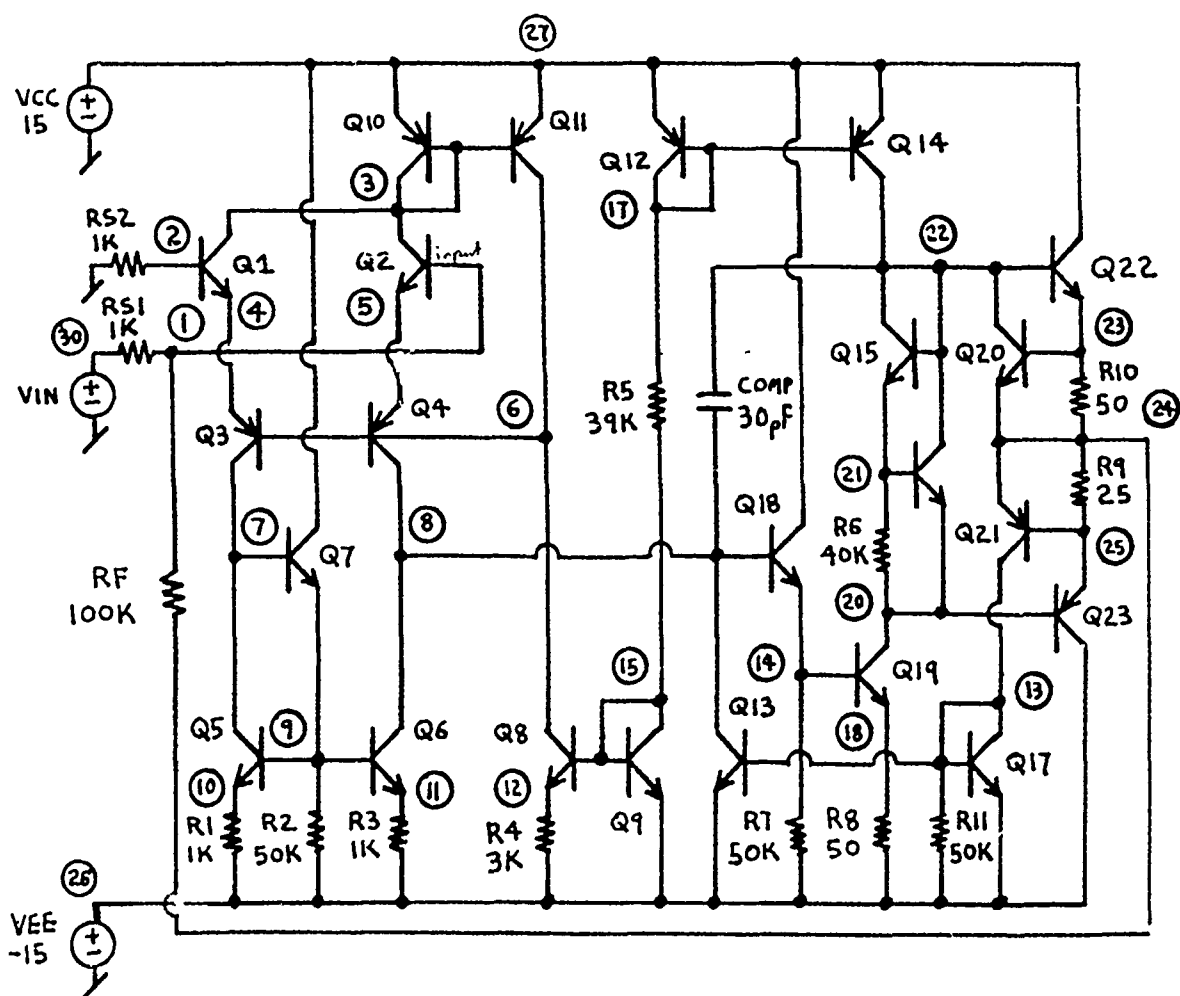 27
VCC
15
Q10
Q11
Q12
Q14
3
17
RS2
1K
2
Q1
Q2
input
22
Q22
RS1
1K
1
4
5
30
VIN
Q15
Q20
23
R10
50
24
COMP
30pF
R5
39K
Q3
Q4
6
R9
25
21
Q18
7
Q7
8
R6
40K
Q21
25
RF
100K
20
Q23
15
14
Q19
13
Q5
9
Q6
Q8
Q13
18
Q17
10
11
12
Q9
R1
1K
R2
50K
R3
1K
R4
3K
R7
50K
R8
50
R11
50K
26
VEE
-15